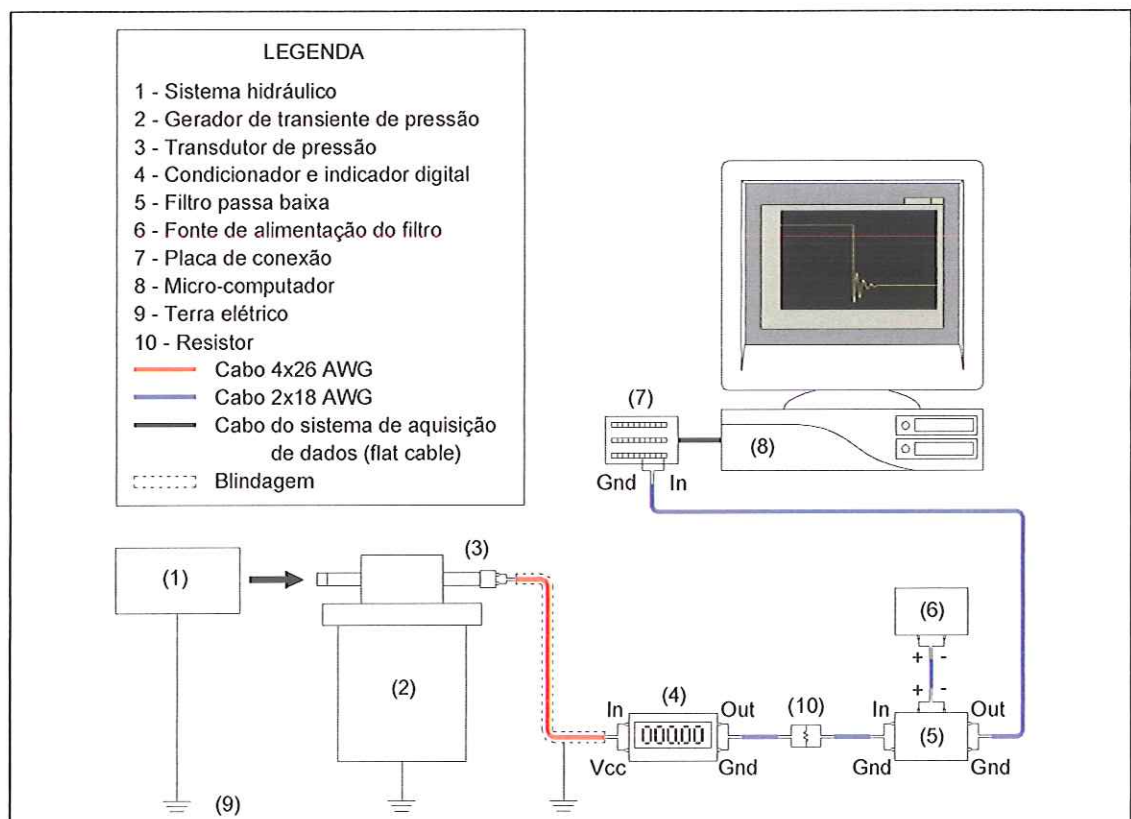 LEGENDA
1 - Sistema hidráulico
2 - Gerador de transiente de pressão
3 - Transdutor de pressão
4 - Condicionador e indicador digital
5 - Filtro passa baixa
6 - Fonte de alimentação do filtro
7 - Placa de conexão
8 - Micro-computador
9 - Terra elétrico
10 - Resistor
Cabo 4x26 AWG
Cabo 2x18 AWG
Cabo do sistema de aquisição
de dados (flat cable)
Blindagem
(7)
(8)
Gnd In
(3)
(1)
(6)
+ -
+ -
(2)
(4)
(10)
In Out
000.00
In Out
(5)
Vcc Gnd
Gnd Gnd
(9)